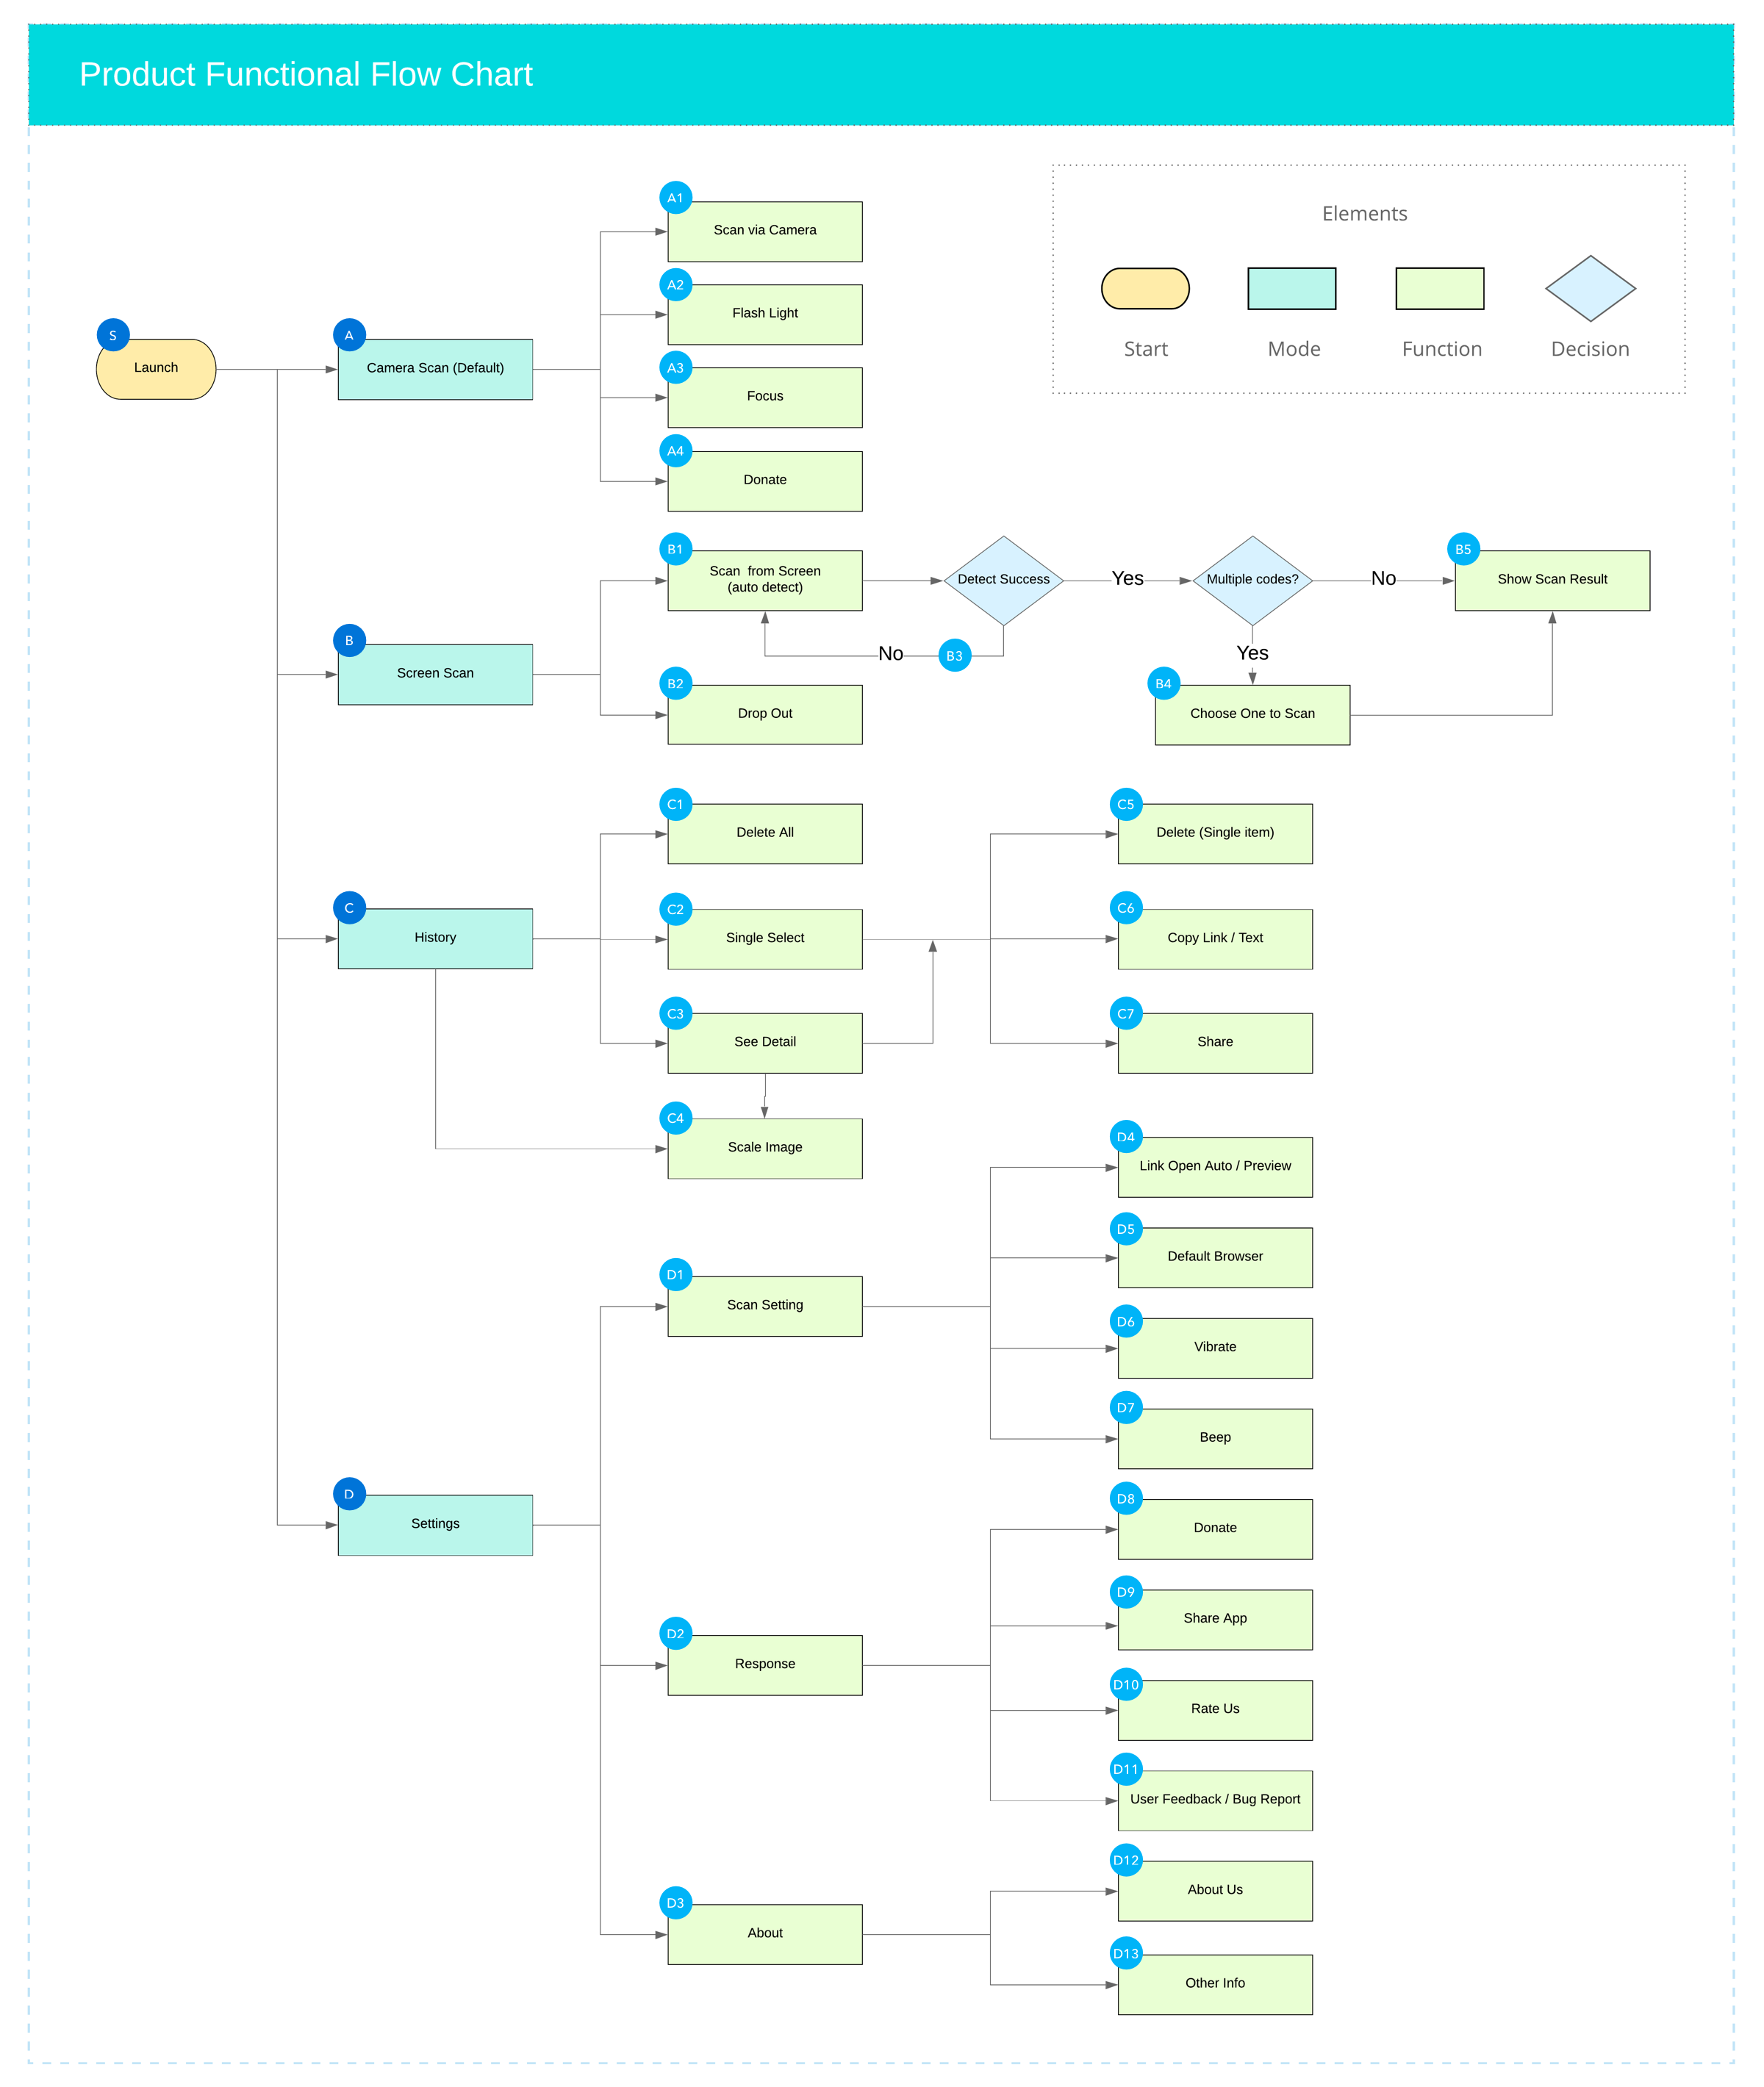 Product Functional Flow Chart
Elements
Start
Mode
Function
Decision
S
Launch
A
Camera Scan (Default)
A1
Scan via Camera
A2
Flash Light
A3
Focus
A4
Donate
B
Screen Scan
B1
Scan from Screen
(auto detect)
Detect Success
Yes
Multiple codes?
No
B5
Show Scan Result
No
B3
Yes
B2
Drop Out
B4
Choose One to Scan
C
History
C1
Delete All
C2
Single Select
C3
See Detail
C4
Scale Image
C5
Delete (Single item)
C6
Copy Link / Text
C7
Share
D
Settings
D1
Scan Setting
D4
Link Open Auto / Preview
D5
Default Browser
D6
Vibrate
D7
Beep
D2
Response
D8
Donate
D9
Share App
D10
Rate Us
D11
User Feedback / Bug Report
D3
About
D12
About Us
D13
Other Info